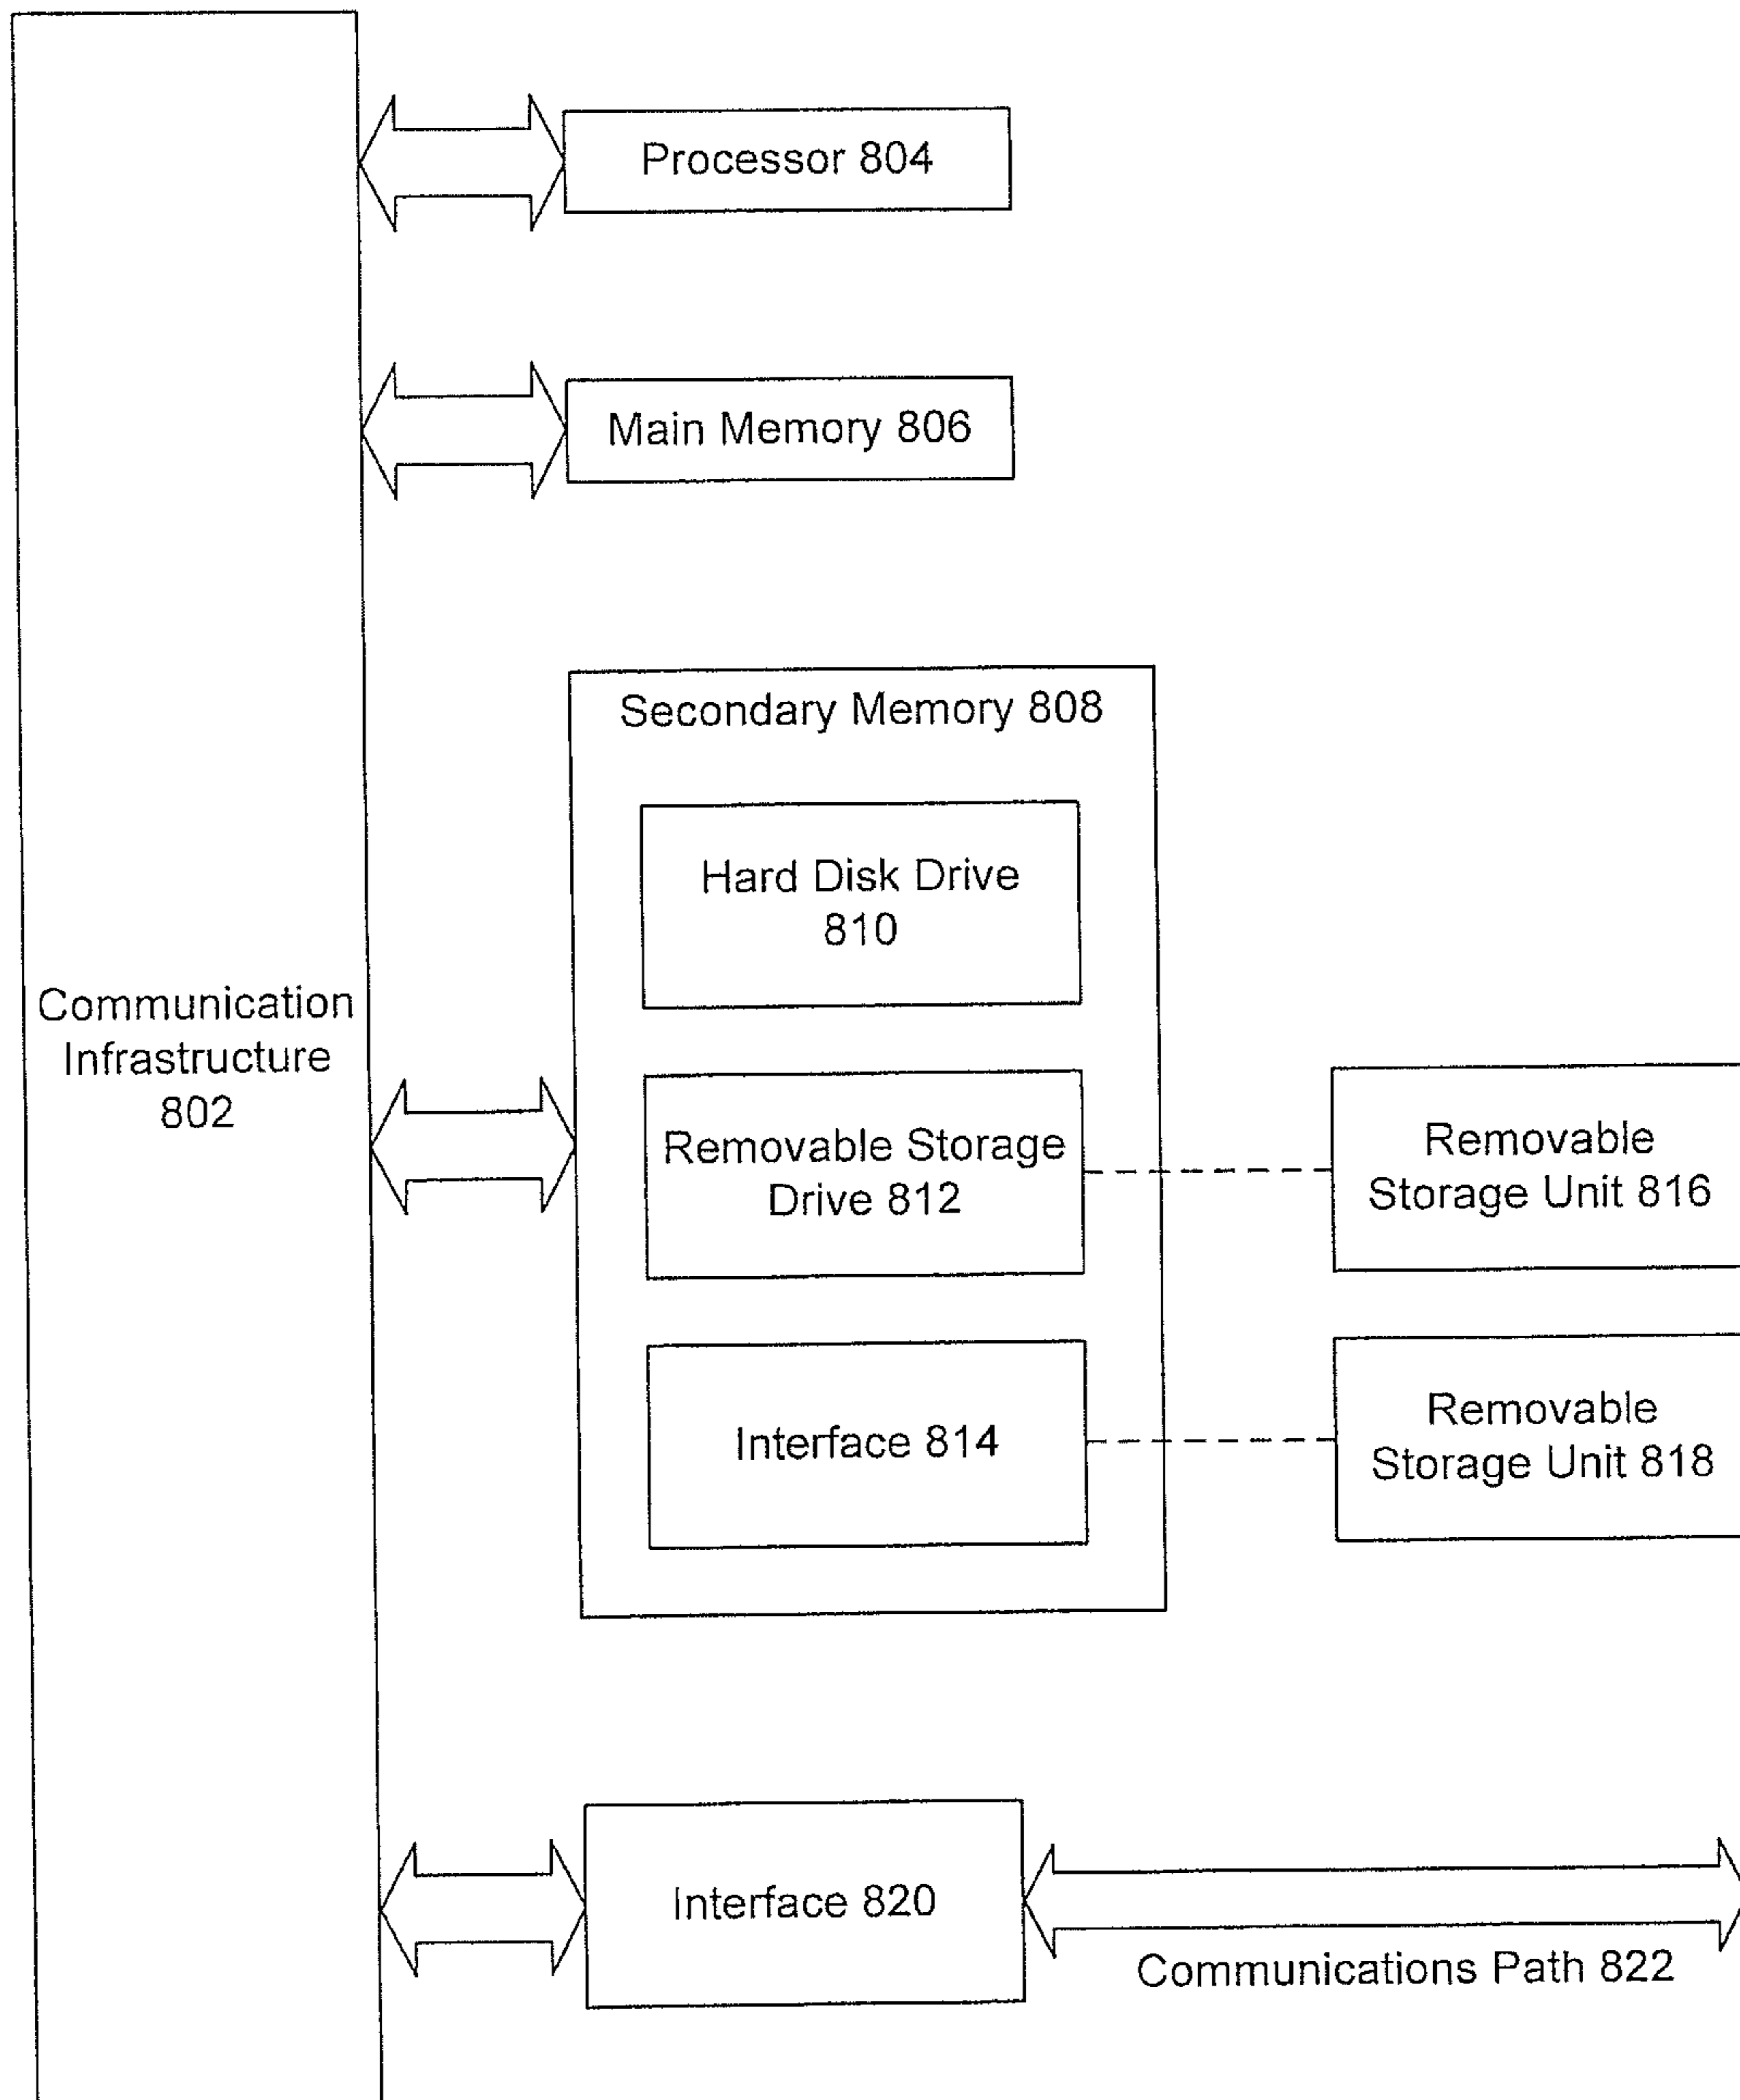 Processor 804
Main Memory 806
Secondary Memory 808
Hard Disk Drive
810
Communication
Infrastructure
802
Removable Storage
Drive 812
Removable
Storage Unit 816
Interface 814
Removable
Storage Unit 818
Interface 820
Communications Path 822